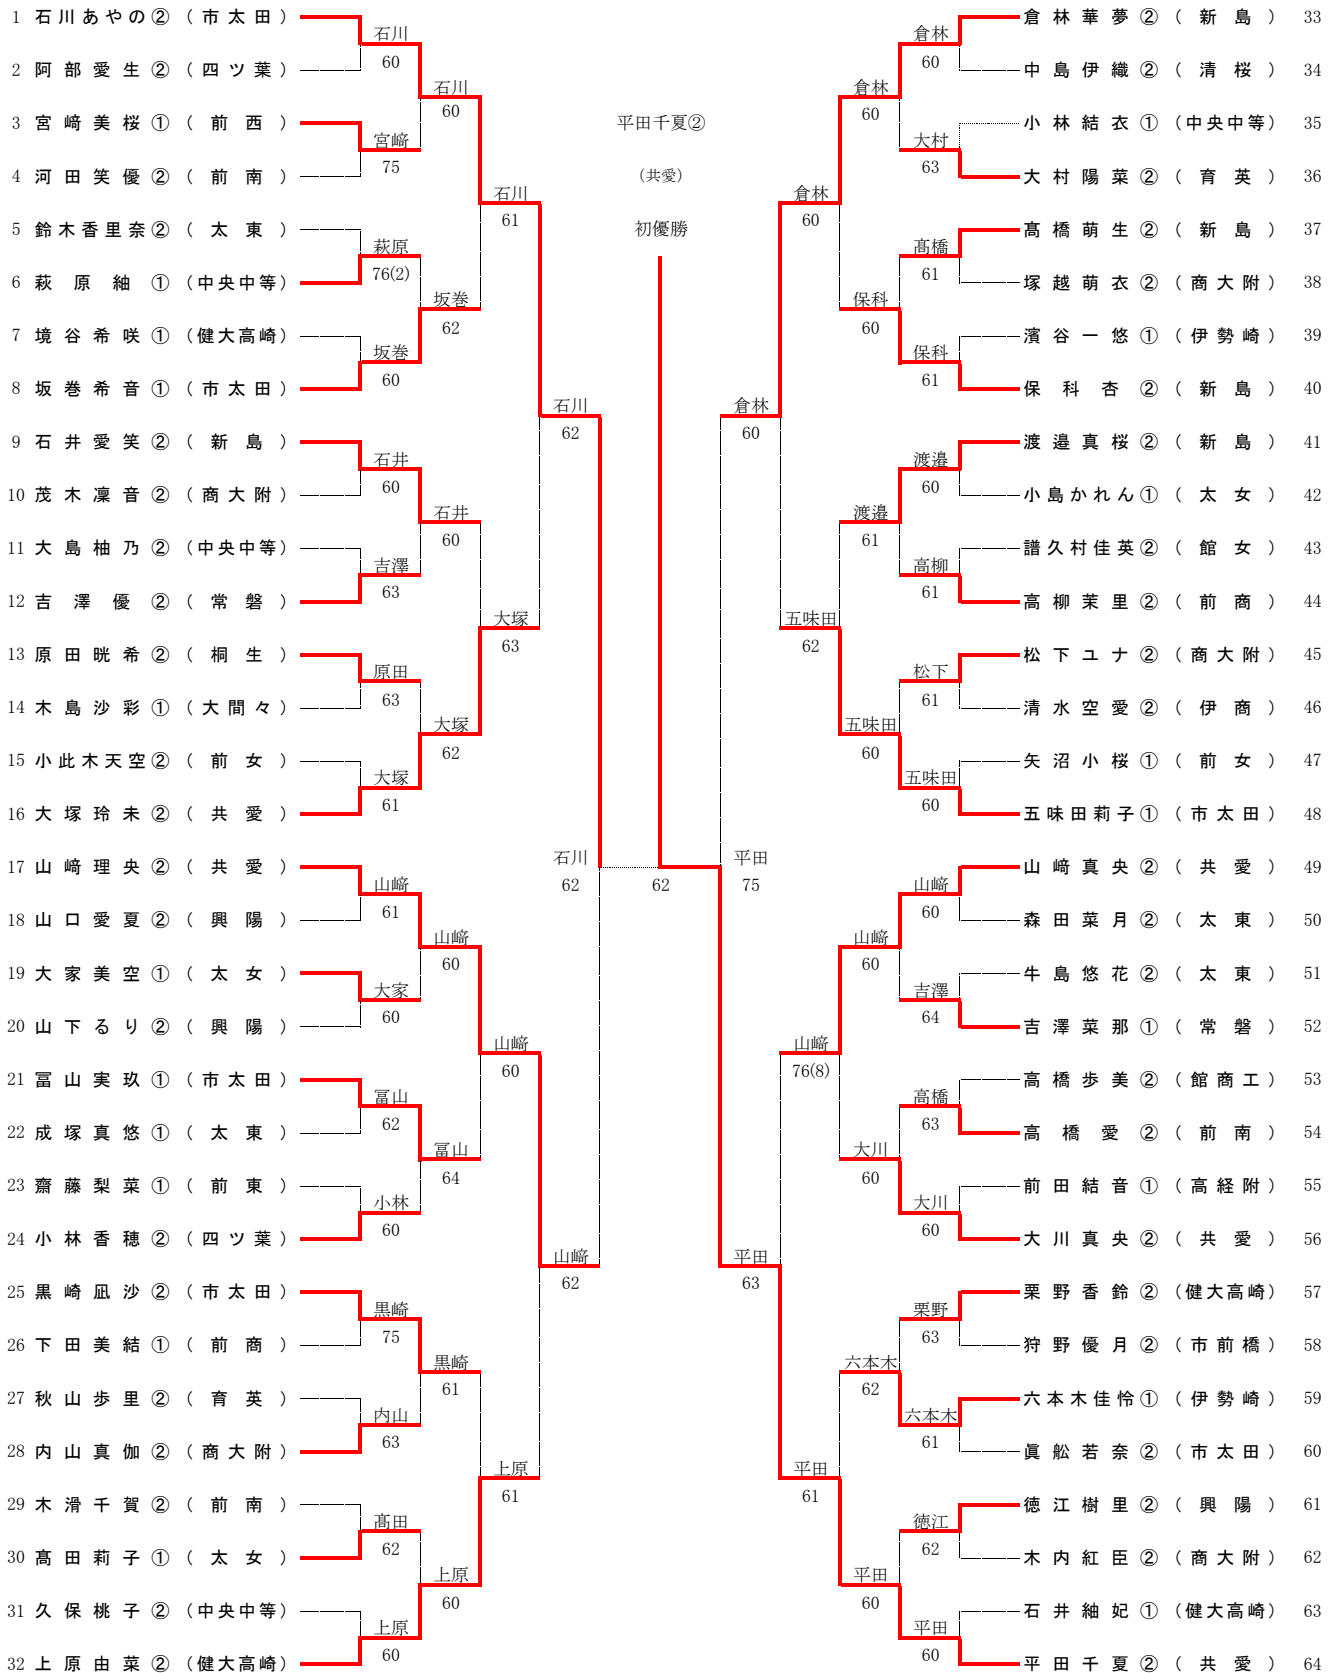 1 石川あやの② (市太田)
2 阿部愛生② (四ツ葉)
3 宮﨑美桜① (前西)
4 河田笑優② (前南)
5 鈴木香里奈② (太東)
6 萩原紬① (中央中等)
7 境谷希咲① (健大高崎)
8 坂巻希音① (市太田)
9 石井愛笑② (新島)
10 茂木凜音② (商大附)
11 大島柚乃② (中央中等)
12 吉澤優② (常磐)
13 原田晄希② (桐生)
14 木島沙彩① (大間々)
15 小此木天空② (前女)
16 大塚玲未② (共愛)
17 山﨑理央② (共愛)
18 山口愛夏② (興陽)
19 大家美空① (太女)
20 山下るり② (興陽)
21 冨山実玖① (市太田)
22 成塚真悠① (太東)
23 齋藤梨菜① (前東)
24 小林香穂② (四ツ葉)
25 黒崎凪沙② (市太田)
26 下田美結① (前商)
27 秋山歩里② (育英)
28 内山真伽② (商大附)
29 木滑千賀② (前南)
30 髙田莉子① (太女)
31 久保桃子② (中央中等)
32 上原由菜② (健大高崎)
石川
60
宮﨑
75
萩原
76(2)
坂巻
60
石井
60
吉澤
63
原田
63
大塚
61
山﨑
61
大家
60
冨山
62
小林
60
黒崎
75
内山
63
髙田
62
上原
60
石川
60
坂巻
62
石井
60
大塚
62
山﨑
60
冨山
64
黒崎
61
上原
60
石川
61
大塚
63
山﨑
60
上原
61
石川
62
山﨑
62
石川
62
平田千夏②
(共愛)
初優勝
62
平田
75
倉林
60
平田
63
倉林
60
五味田
62
山﨑
76(8)
平田
61
倉林
60
保科
60
渡邉
61
五味田
60
山﨑
60
大川
60
六本木
62
平田
60
倉林
60
大村
63
髙橋
61
保科
61
渡邉
60
高柳
61
松下
61
五味田
60
山﨑
60
吉澤
64
高橋
63
大川
60
栗野
63
六本木
61
徳江
62
平田
60
倉林華夢② (新島) 33
中島伊織② (清桜) 34
小林結衣① (中央中等) 35
大村陽菜② (育英) 36
髙橋萌生② (新島) 37
塚越萌衣② (商大附) 38
濱谷一悠① (伊勢崎) 39
保科杏② (新島) 40
渡邉真桜② (新島) 41
小島かれん① (太女) 42
譜久村佳英② (館女) 43
高柳茉里② (前商) 44
松下ユナ② (商大附) 45
清水空愛② (伊商) 46
矢沼小桜① (前女) 47
五味田莉子① (市太田) 48
山﨑真央② (共愛) 49
森田菜月② (太東) 50
牛島悠花② (太東) 51
吉澤菜那① (常磐) 52
高橋歩美② (館商工) 53
高橋愛② (前南) 54
前田結音① (高経附) 55
大川真央② (共愛) 56
栗野香鈴② (健大高崎) 57
狩野優月② (市前橋) 58
六本木佳怜① (伊勢崎) 59
眞舩若奈② (市太田) 60
徳江樹里② (興陽) 61
木内紅臣② (商大附) 62
石井紬妃① (健大高崎) 63
平田千夏② (共愛) 64